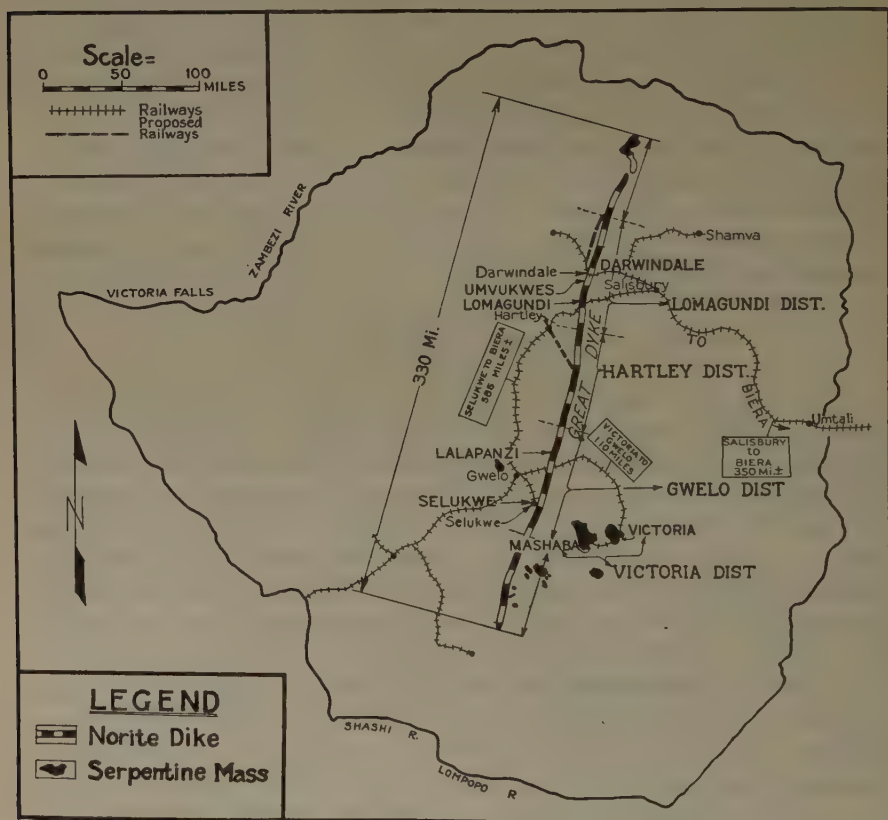 Scale=
0 50 100
MILES
Railways
Proposed
Railways
ZAMBEZI RIVER
VICTORIA FALLS
330 Mi.
Shamva
Darwindale
DARWINDALE
UMVUKWES
Salisbury
LOMAGUNDI
LOMAGUNDI DIST.
Hartley
TO
BIERA
SELUKWE TO BIERA
585 MILES ±
GREAT DYKE
HARTLEY DIST.
Umtali
VICTORIA TO
GWELO
110 MILES
SALISBURY
to
BIERA
350 Mi.±
LALAPANZI
Gwelo
GWELO DIST
SELUKWE
Selukwe
N
VICTORIA
MASHABA
VICTORIA DIST
LEGEND
Norite Dike
Serpentine Mass
SHASHI R.
LOMPOPO R